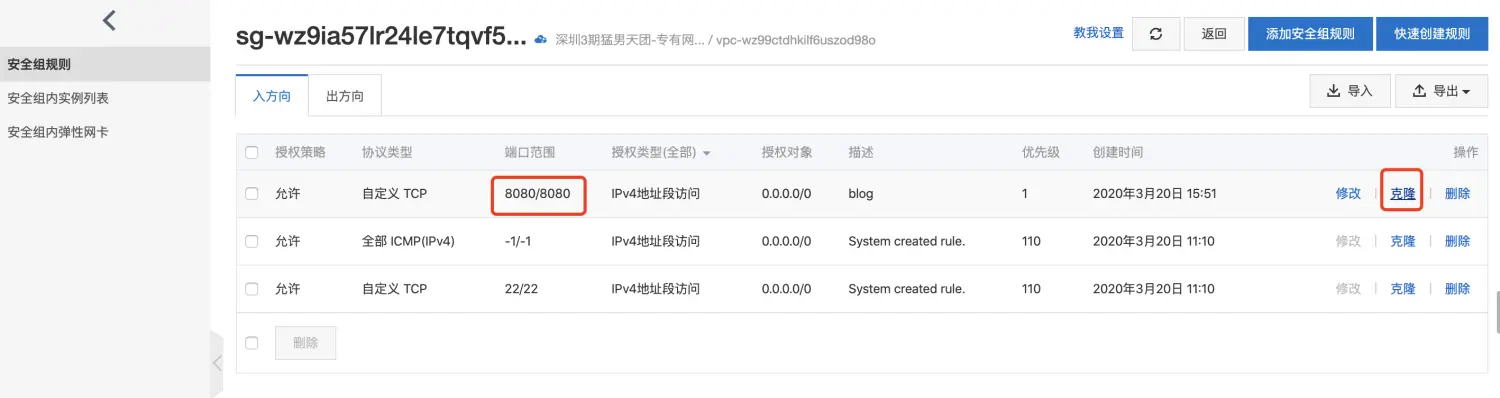 sg-wz9ia57lr24le7tqvf5... 深圳3期猛男天团-专有网... / vpc-wz99ctdhkilf6uszod98o 教我设置 返回 添加安全组规则 快速创建规则
安全组规则
安全组内实例列表
安全组内弹性网卡
入方向 出方向 导入 导出
授权策略 协议类型 端口范围 授权类型(全部) 授权对象 描述 优先级 创建时间 操作
允许 自定义 TCP 8080/8080 IPv4地址段访问 0.0.0.0/0 blog 1 2020年3月20日 15:51 修改 | 克隆 | 删除
允许 全部 ICMP(IPv4) -1/-1 IPv4地址段访问 0.0.0.0/0 System created rule. 110 2020年3月20日 11:10 修改 | 克隆 | 删除
允许 自定义 TCP 22/22 IPv4地址段访问 0.0.0.0/0 System created rule. 110 2020年3月20日 11:10 修改 | 克隆 | 删除
删除